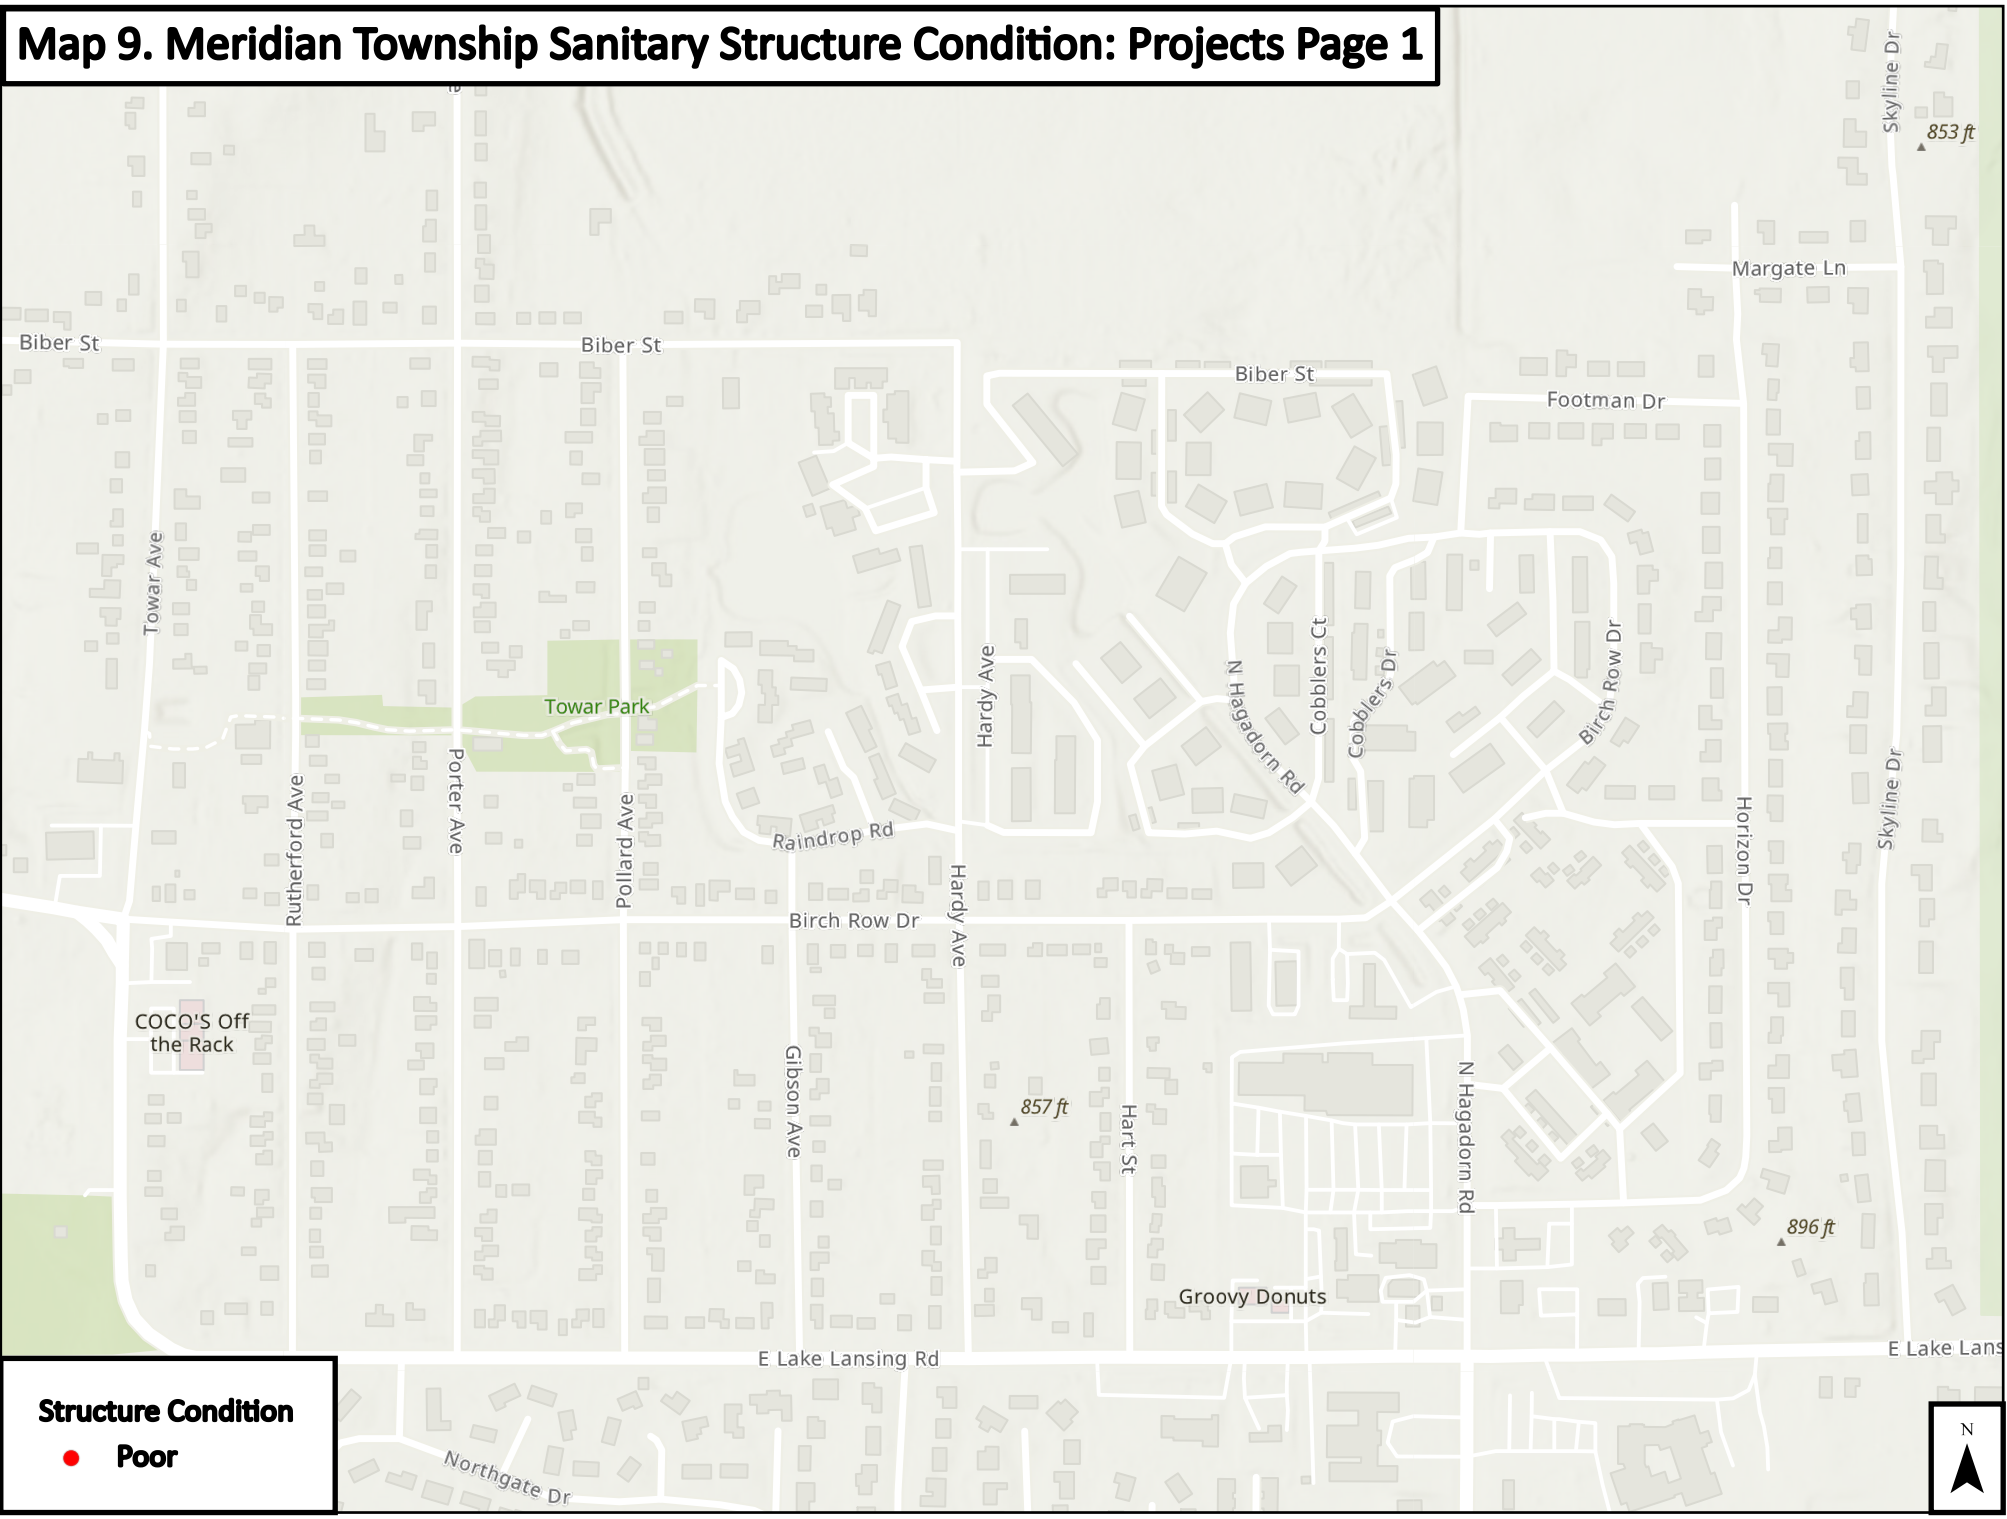 Map 9. Meridian Township Sanitary Structure Condition: Projects Page 1
e
Skyline Dr
853 ft
Margate Ln
Biber St
Biber St
Biber St
Footman Dr
Towar Ave
Towar Park
Hardy Ave
N Hagadorn Rd
Cobblers Ct
Cobblers Dr
Birch Row Dr
Rutherford Ave
Porter Ave
Pollard Ave
Raindrop Rd
Horizon Dr
Skyline Dr
Birch Row Dr
Hardy Ave
COCO'S Off
the Rack
Gibson Ave
857 ft
Hart St
N Hagadorn Rd
896 ft
Groovy Donuts
E Lake Lansing Rd
E Lake Lans
Northgate Dr
Structure Condition
Poor
N